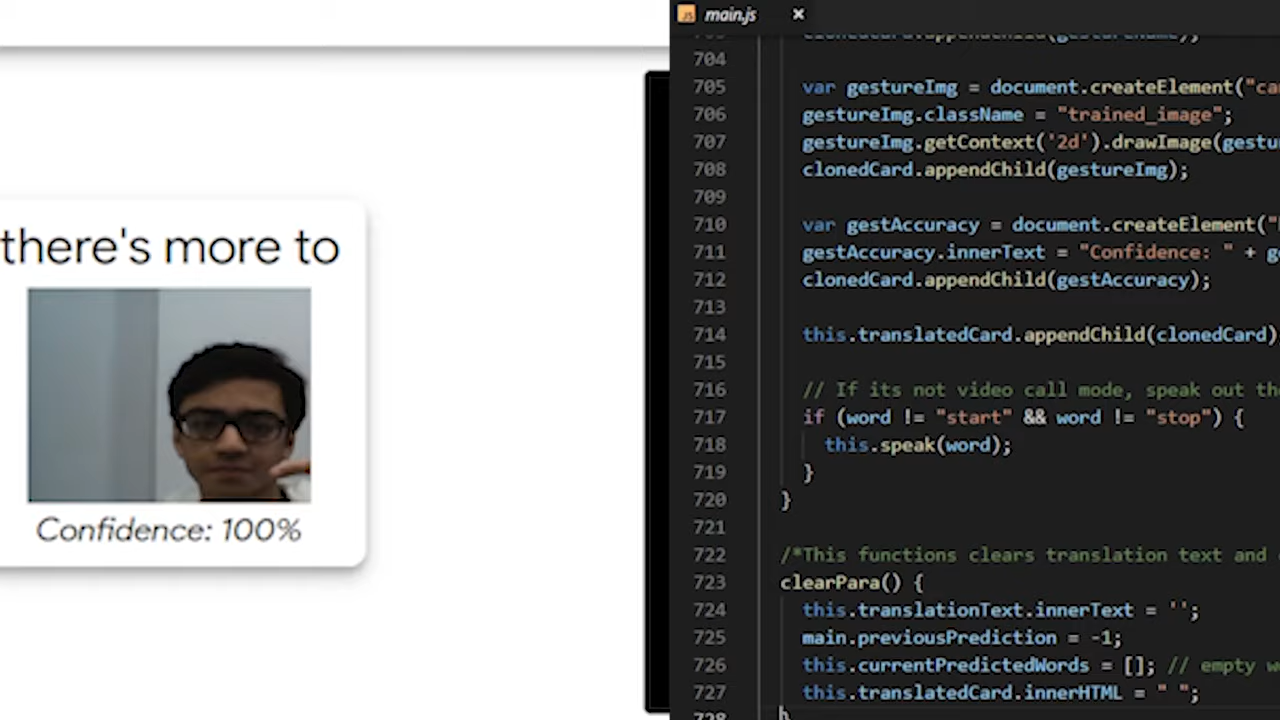 there's more to
Confidence: 100%
JS main.js ×
704
705 var gestureImg = document.createElement("ca
706 gestureImg.className = "trained_image";
707 gestureImg.getContext('2d').drawImage(gestu
708 clonedCard.appendChild(gestureImg);
709
710 var gestAccuracy = document.createElement("
711 gestAccuracy.innerText = "Confidence: " + g
712 clonedCard.appendChild(gestAccuracy);
713
714 this.translatedCard.appendChild(clonedCard)
715
716 // If its not video call mode, speak out th
717 if (word != "start" && word != "stop") {
718 this.speak(word);
719 }
720 }
721
722 /*This functions clears translation text and
723 clearPara() {
724 this.translationText.innerText = '';
725 main.previousPrediction = -1;
726 this.currentPredictedWords = []; // empty w
727 this.translatedCard.innerHTML = " ";
728 }